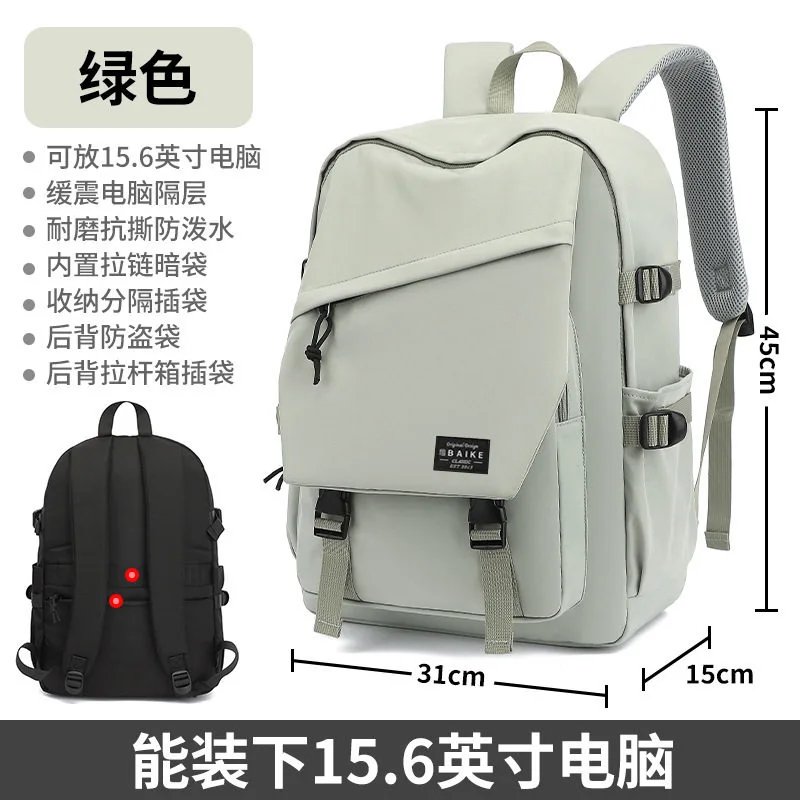 绿色
可放15.6英寸电脑
缓震电脑隔层
耐磨抗撕防泼水
内置拉链暗袋
收纳分隔插袋
后背防盗袋
后背拉杆箱插袋
Original Design
BAIKE
CLASSIC
45cm
31cm
15cm
能装下15.6英寸电脑